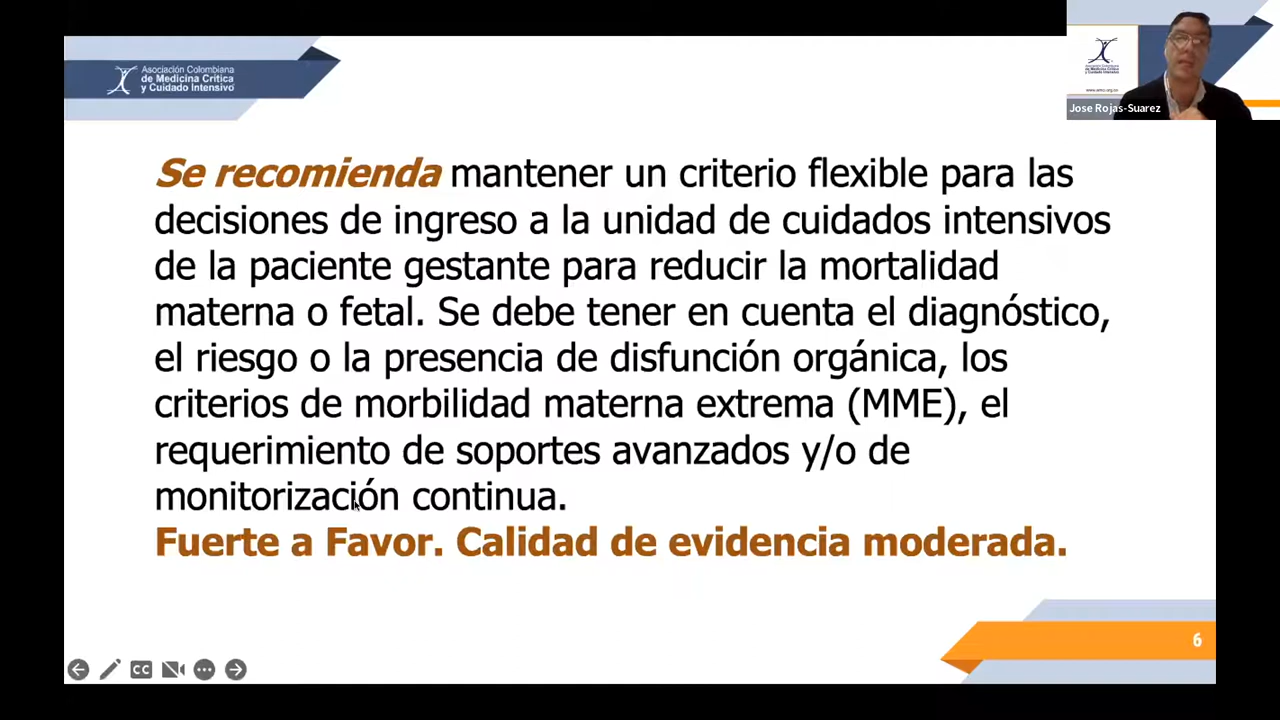 Asociación Colombiana
de Medicina Crítica
y Cuidado Intensivo
Jose Rojas-Suarez
Se recomienda mantener un criterio flexible para las
decisiones de ingreso a la unidad de cuidados intensivos
de la paciente gestante para reducir la mortalidad
materna o fetal. Se debe tener en cuenta el diagnóstico,
el riesgo o la presencia de disfunción orgánica, los
criterios de morbilidad materna extrema (MME), el
requerimiento de soportes avanzados y/o de
monitorización continua.
Fuerte a Favor. Calidad de evidencia moderada.
6
CC